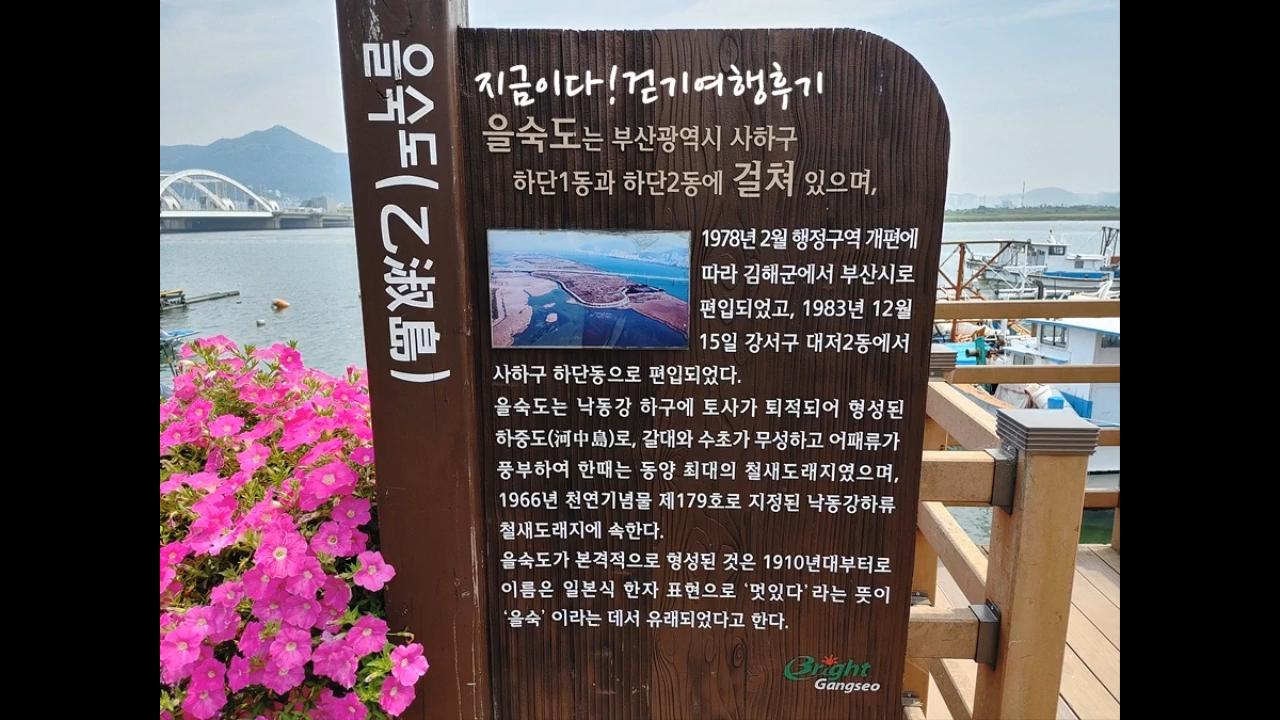 을숙도(乙淑島)
지금이다!걷기여행후기
을숙도는 부산광역시 사하구
하단1동과 하단2동에 걸쳐 있으며,
1978년 2월 행정구역 개편에
따라 김해군에서 부산시로
편입되었고, 1983년 12월
15일 강서구 대저2동에서
사하구 하단동으로 편입되었다.
을숙도는 낙동강 하구에 토사가 퇴적되어 형성된
하중도(河中島)로, 갈대와 수초가 무성하고 어패류가
풍부하여 한때는 동양 최대의 철새도래지였으며,
1966년 천연기념물 제179호로 지정된 낙동강하류
철새도래지에 속한다.
을숙도가 본격적으로 형성된 것은 1910년대부터로
이름은 일본식 한자 표현으로 ‘멋있다’라는 뜻이
‘을숙’이라는 데서 유래되었다고 한다.
Bright
Gangseo